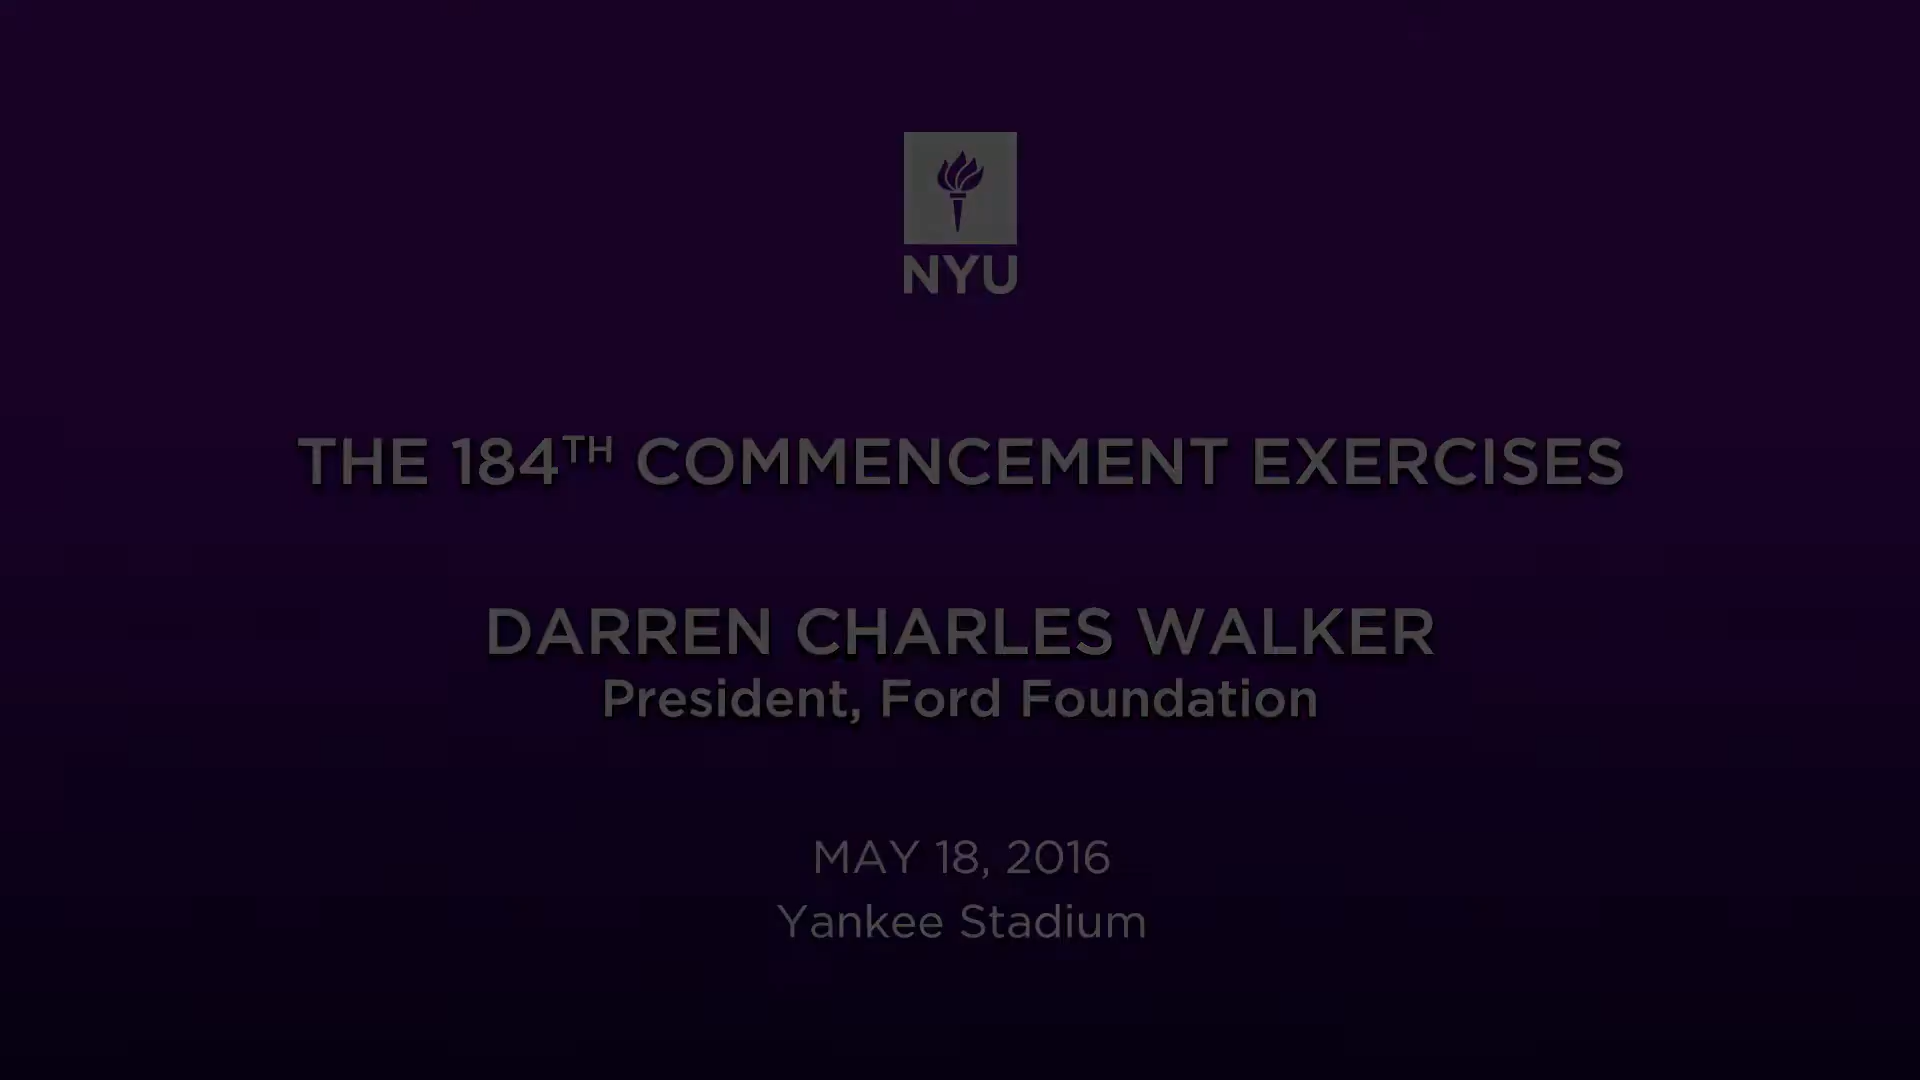 NYU
THE 184TH COMMENCEMENT EXERCISES
DARREN CHARLES WALKER
President, Ford Foundation
MAY 18, 2016
Yankee Stadium